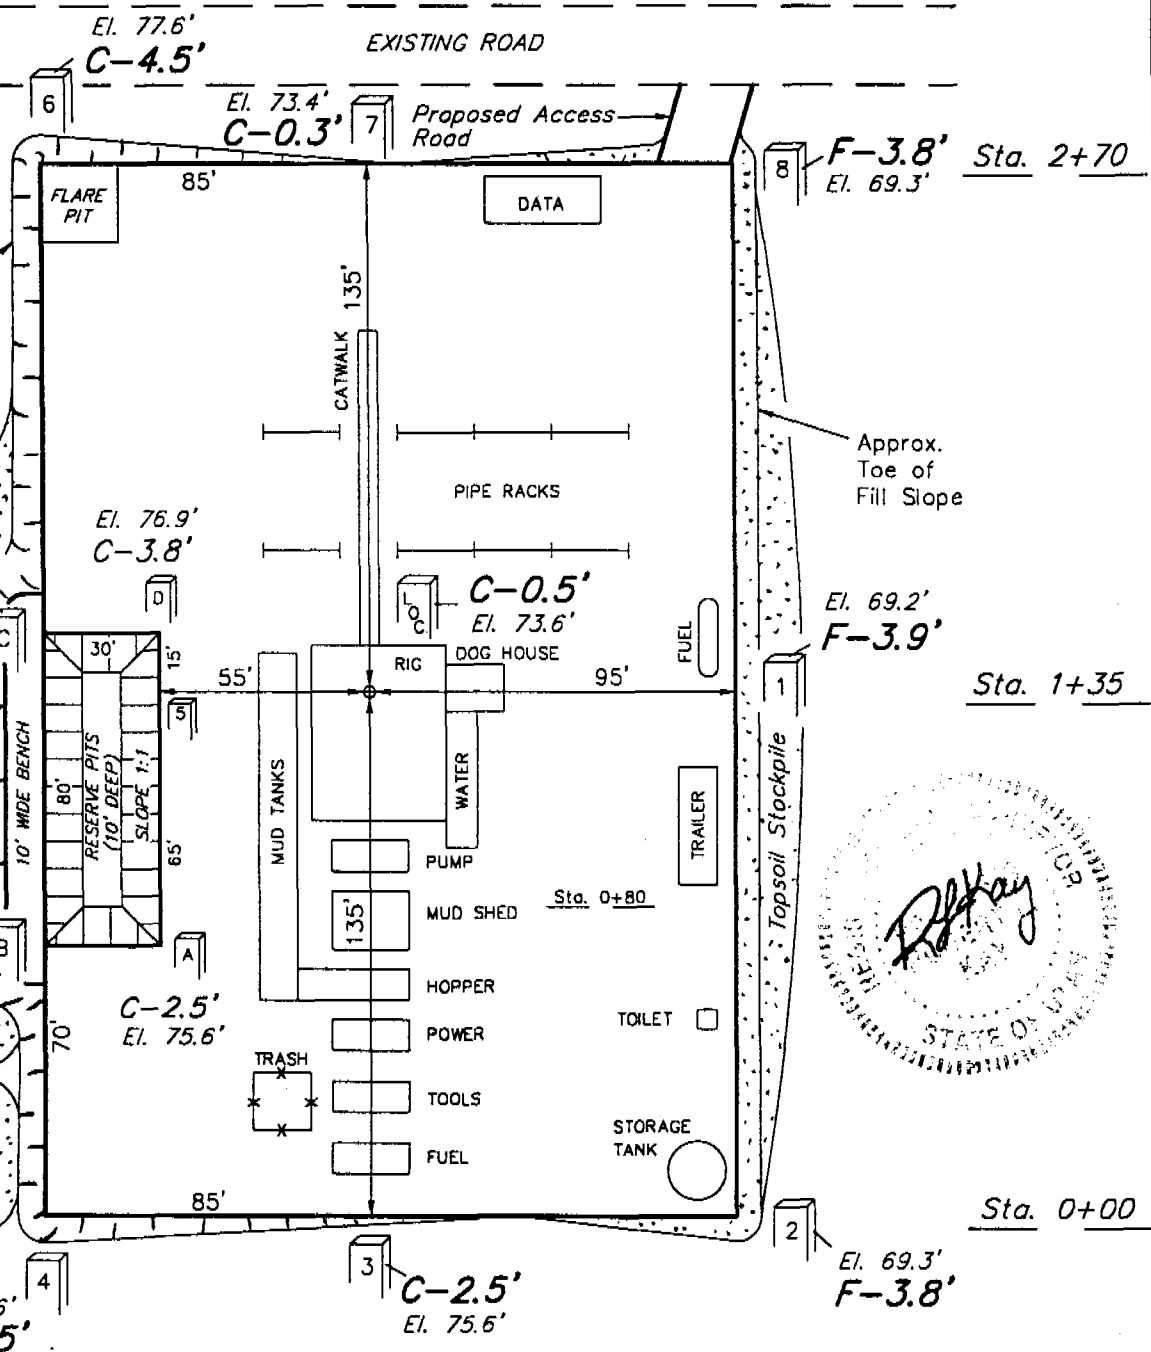 El. 77.6'
C-4.5'
EXISTING ROAD
6
El. 73.4'
C-0.3'
7
Proposed Access
Road
8
F-3.8'
El. 69.3'
Sta. 2+70
85'
FLARE
PIT
DATA
135'
CATWALK
Approx.
Toe of
Fill Slope
PIPE RACKS
El. 76.9'
C-3.8'
D
LOC
C-0.5'
El. 73.6'
El. 69.2'
F-3.9'
C
30'
15'
RIG
DOG HOUSE
FUEL
55'
95'
1
Sta. 1+35
5
10' WIDE BENCH
80'
RESERVE PITS
(10' DEEP)
SLOPE 1:1
65'
MUD TANKS
WATER
TRAILER
Topsoil Stockpile
PUMP
MUD SHED
135'
Sta. 0+80
B
A
HOPPER
C-2.5'
El. 75.6'
70'
POWER
TOILET
STATE OF UTAH
TRASH
TOOLS
STORAGE
TANK
FUEL
85'
Sta. 0+00
2
El. 69.3'
F-3.8'
4
3
C-2.5'
El. 75.6'
6'
5'